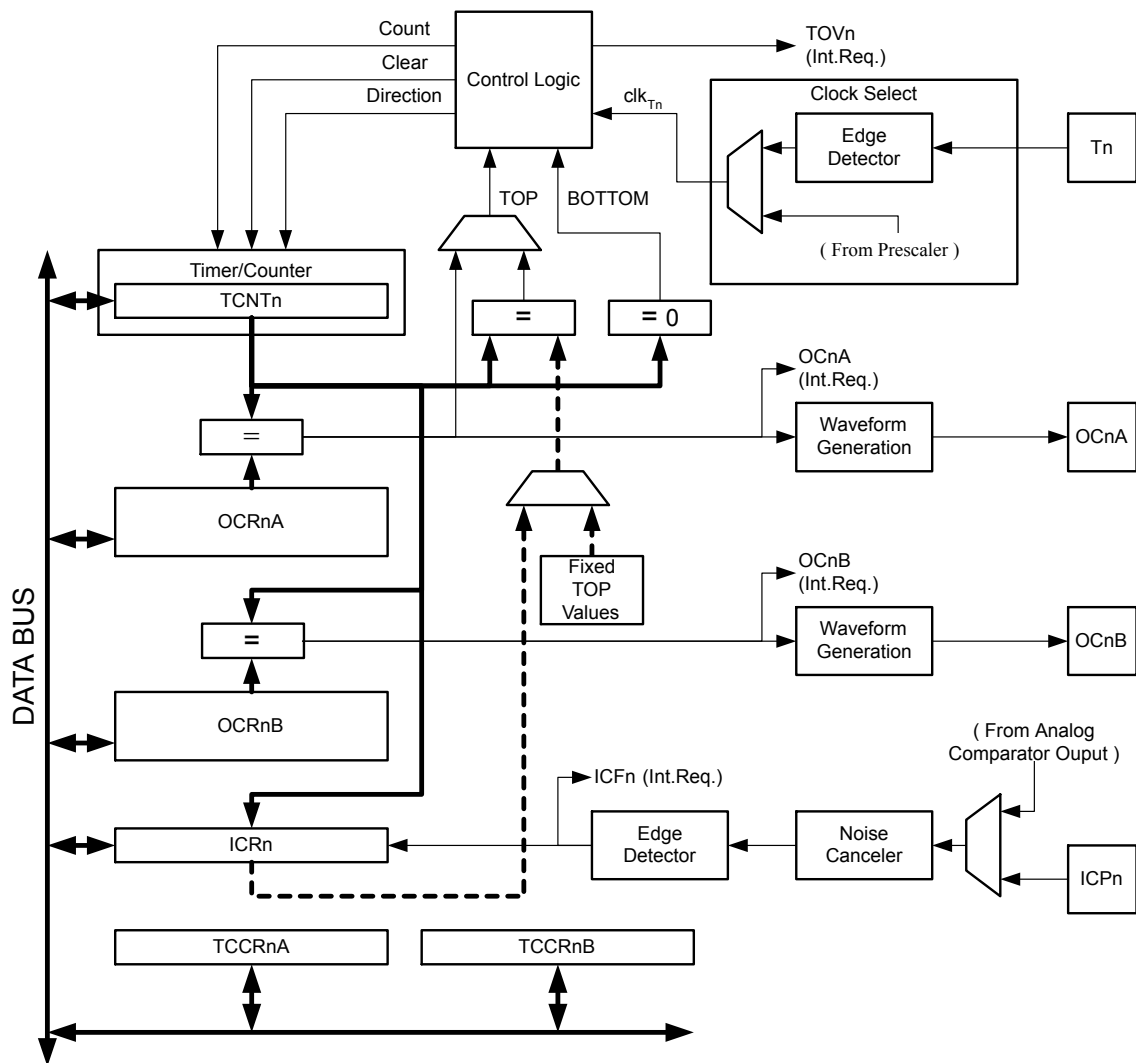 Count
Clear
Direction
Control Logic
TOVn
(Int.Req.)
clkTn
Clock Select
Edge
Detector
Tn
( From Prescaler )
TOP
BOTTOM
Timer/Counter
TCNTn
=
= 0
OCnA
(Int.Req.)
=
Waveform
Generation
OCnA
OCRnA
Fixed
TOP
Values
OCnB
(Int.Req.)
=
Waveform
Generation
OCnB
OCRnB
DATA BUS
( From Analog
Comparator Ouput )
ICFn (Int.Req.)
ICRn
Edge
Detector
Noise
Canceler
ICPn
TCCRnA
TCCRnB